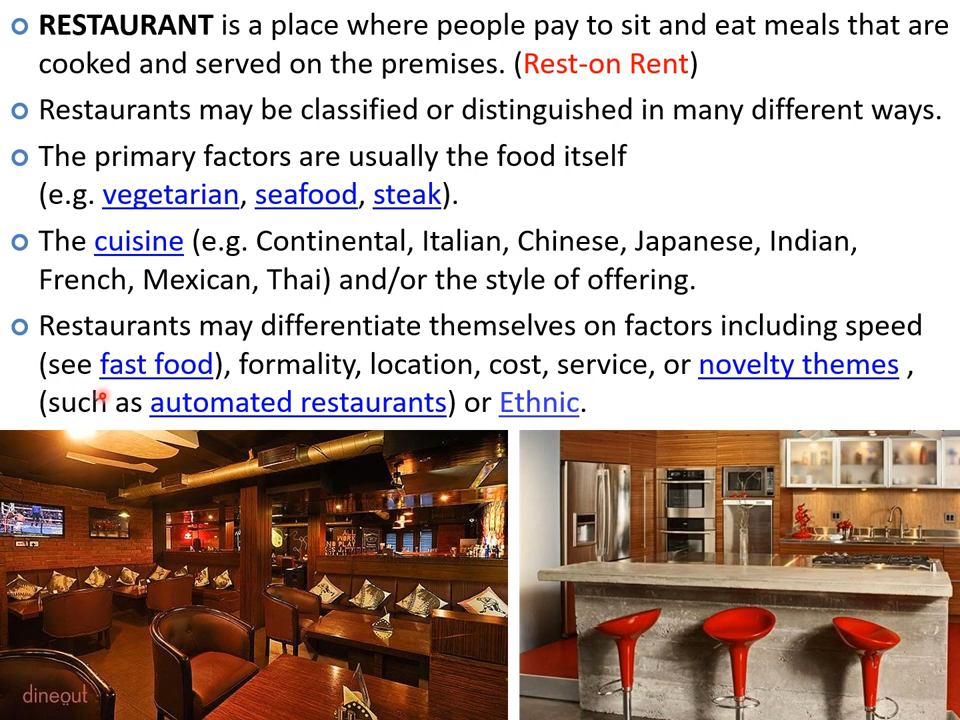 RESTAURANT is a place where people pay to sit and eat meals that are
cooked and served on the premises. (Rest-on Rent)
Restaurants may be classified or distinguished in many different ways.
The primary factors are usually the food itself
(e.g. vegetarian, seafood, steak).
The cuisine (e.g. Continental, Italian, Chinese, Japanese, Indian,
French, Mexican, Thai) and/or the style of offering.
Restaurants may differentiate themselves on factors including speed
(see fast food), formality, location, cost, service, or novelty themes ,
(such as automated restaurants) or Ethnic.
dineout